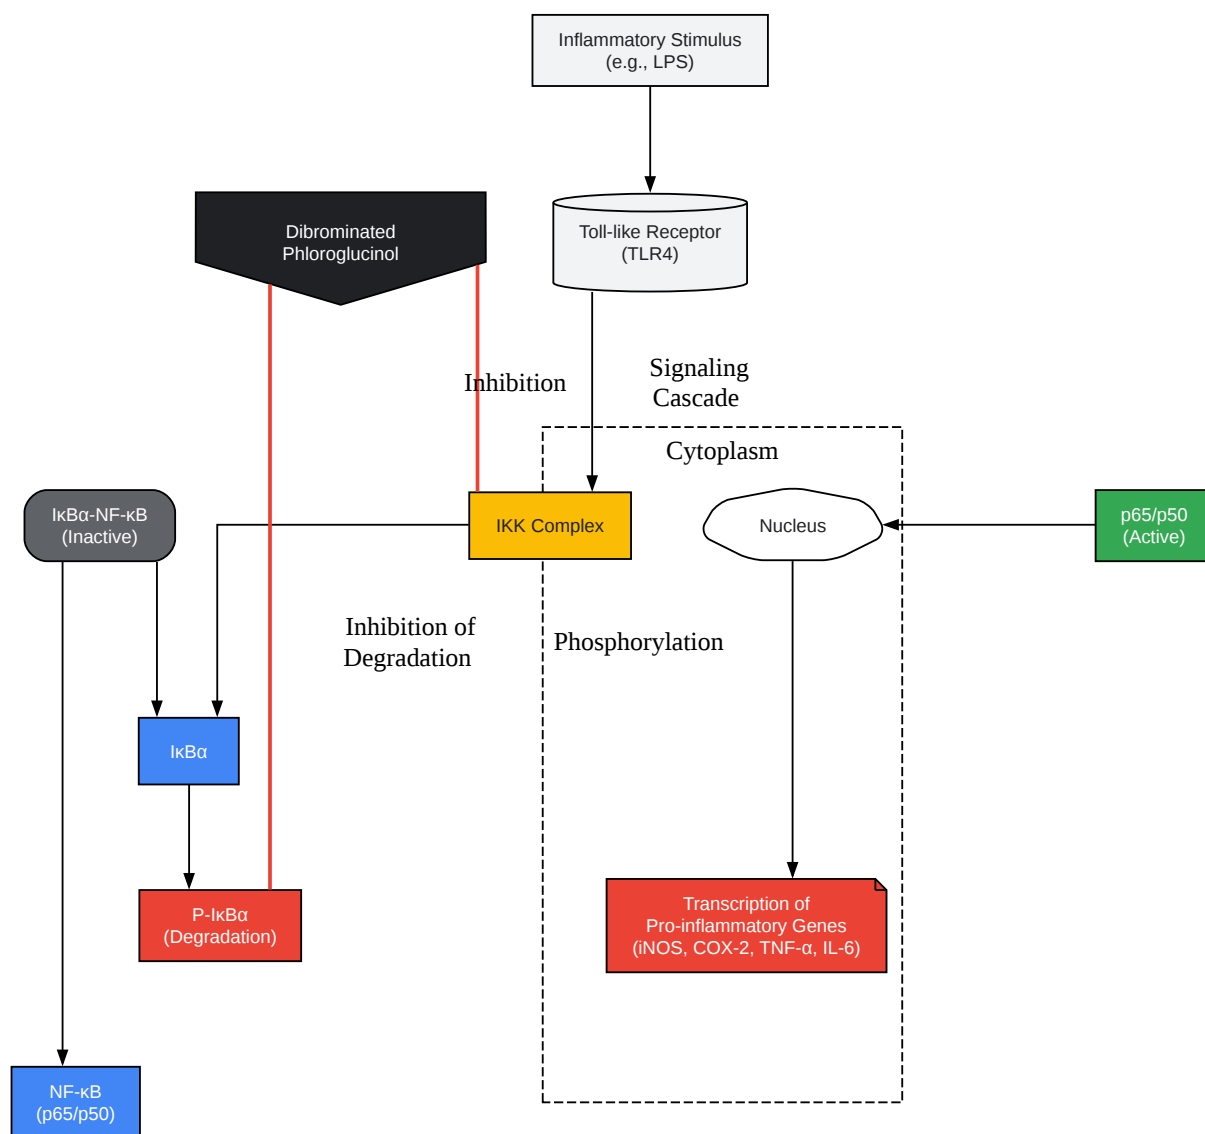 Inflammatory Stimulus
(e.g., LPS)
Dibrominated
Phloroglucinol
Toll-like Receptor
(TLR4)
Inhibition
Signaling
Cascade
Cytoplasm
IκBα-NF-κB
(Inactive)
IKK Complex
Nucleus
p65/p50
(Active)
Inhibition of
Degradation
Phosphorylation
IκBα
P-IκBα
(Degradation)
Transcription of
Pro-inflammatory Genes
(iNOS, COX-2, TNF-α, IL-6)
NF-κB
(p65/p50)